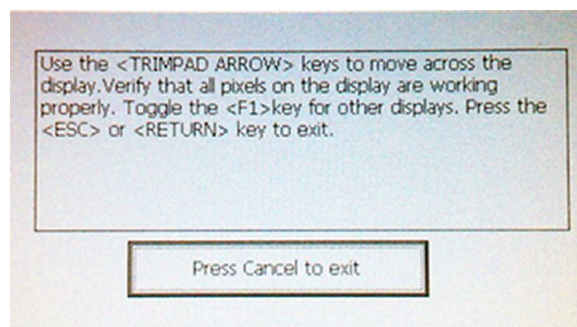 Use the <TRIMPAD ARROW> keys to move across the
display.Verify that all pixels on the display are working
properly. Toggle the <F1>key for other displays. Press the
<ESC> or <RETURN> key to exit.
Press Cancel to exit